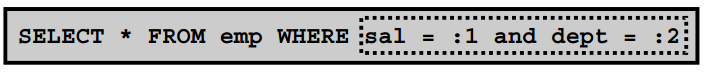 SELECT * FROM emp WHERE sal = :1 and dept = :2